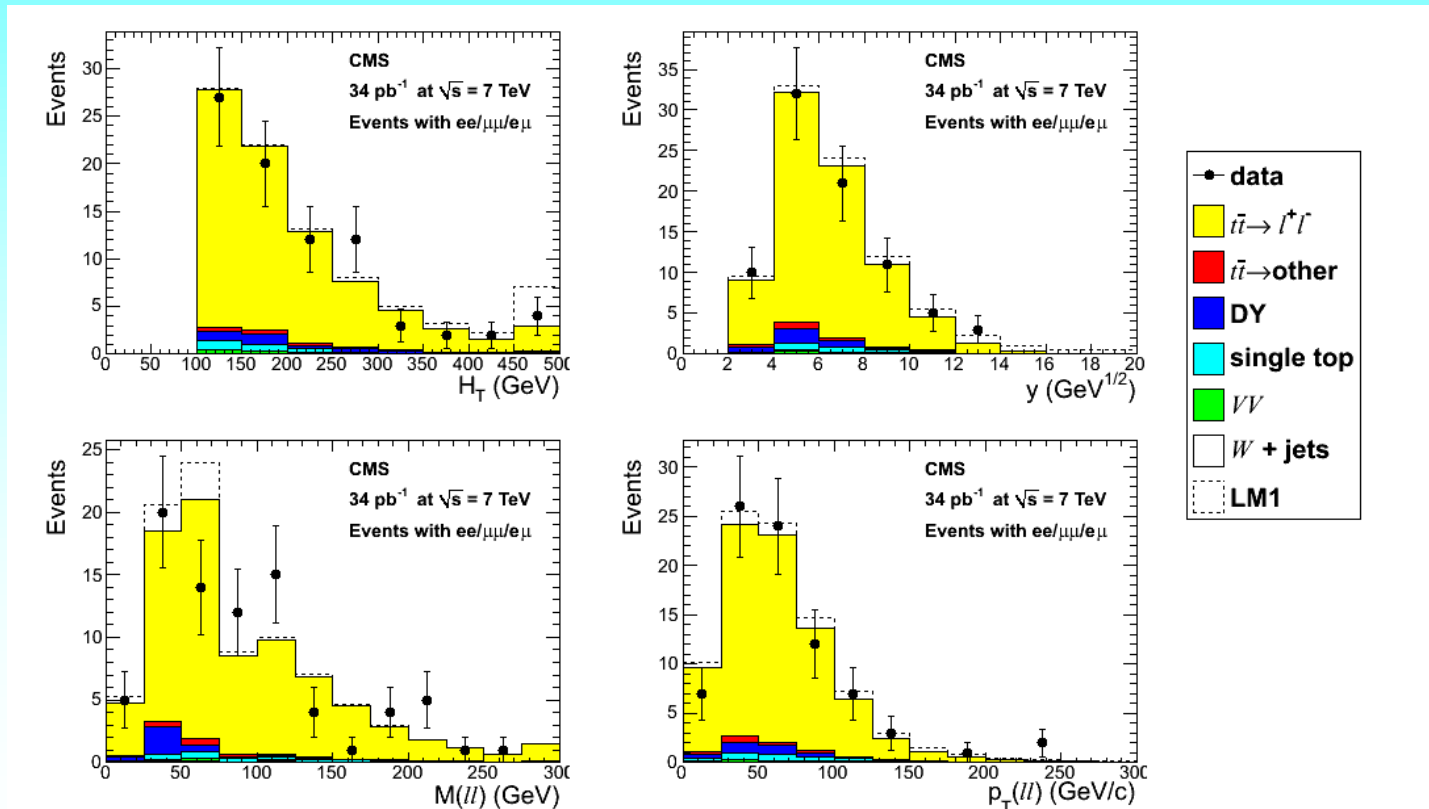 Events
30
25
20
15
10
5
0
CMS
34 pb⁻¹ at √s = 7 TeV
Events with ee/μμ/eμ
0 50 100 150 200 250 300 350 400 450 500
H_T (GeV)
Events
35
30
25
20
15
10
5
0
CMS
34 pb⁻¹ at √s = 7 TeV
Events with ee/μμ/eμ
0 2 4 6 8 10 12 14 16 18 20
y (GeV^{1/2})
data
tt̄→ l⁺l⁻
tt̄→other
DY
single top
VV
W + jets
LM1
Events
25
20
15
10
5
0
CMS
34 pb⁻¹ at √s = 7 TeV
Events with ee/μμ/eμ
0 50 100 150 200 250 300
M(ll) (GeV)
Events
30
25
20
15
10
5
0
CMS
34 pb⁻¹ at √s = 7 TeV
Events with ee/μμ/eμ
0 50 100 150 200 250 300
p_T(ll) (GeV/c)